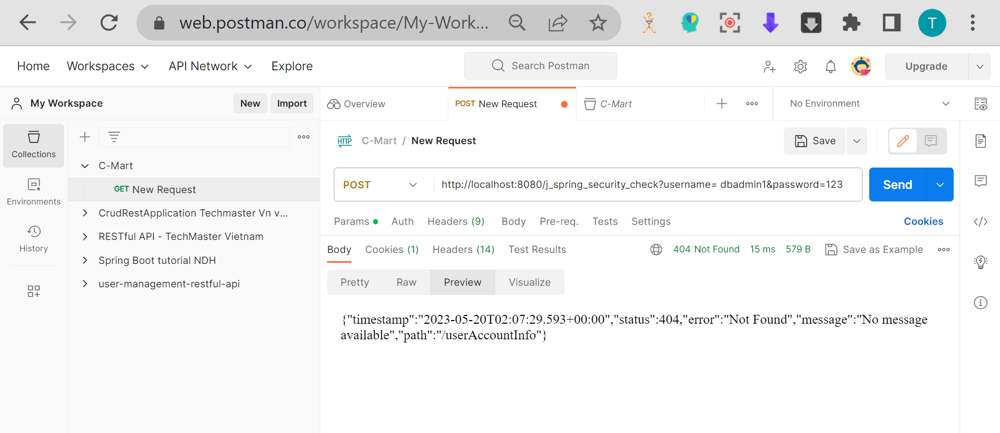 web.postman.co/workspace/My-Work...
T
Home Workspaces API Network Explore Search Postman Upgrade
My Workspace New Import
Overview POST New Request C-Mart No Environment
Collections
Environments
History
C-Mart
GET New Request
CrudRestApplication Techmaster Vn v...
RESTful API - TechMaster Vietnam
Spring Boot tutorial NDH
user-management-restful-api
HTTP C-Mart / New Request Save
POST http://localhost:8080/j_spring_security_check?username= dbadmin1&password=123 Send
Params Auth Headers (9) Body Pre-req. Tests Settings Cookies
Body Cookies (1) Headers (14) Test Results 404 Not Found 15 ms 579 B Save as Example
Pretty Raw Preview Visualize
{"timestamp":"2023-05-20T02:07:29.593+00:00","status":404,"error":"Not Found","message":"No message
available","path":"/userAccountInfo"}